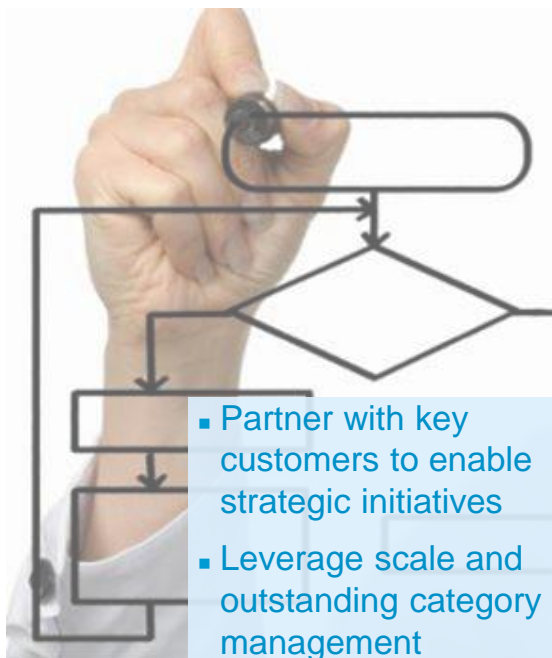 ▪ Partner with key
customers to enable
strategic initiatives
▪ Leverage scale and
outstanding category
management